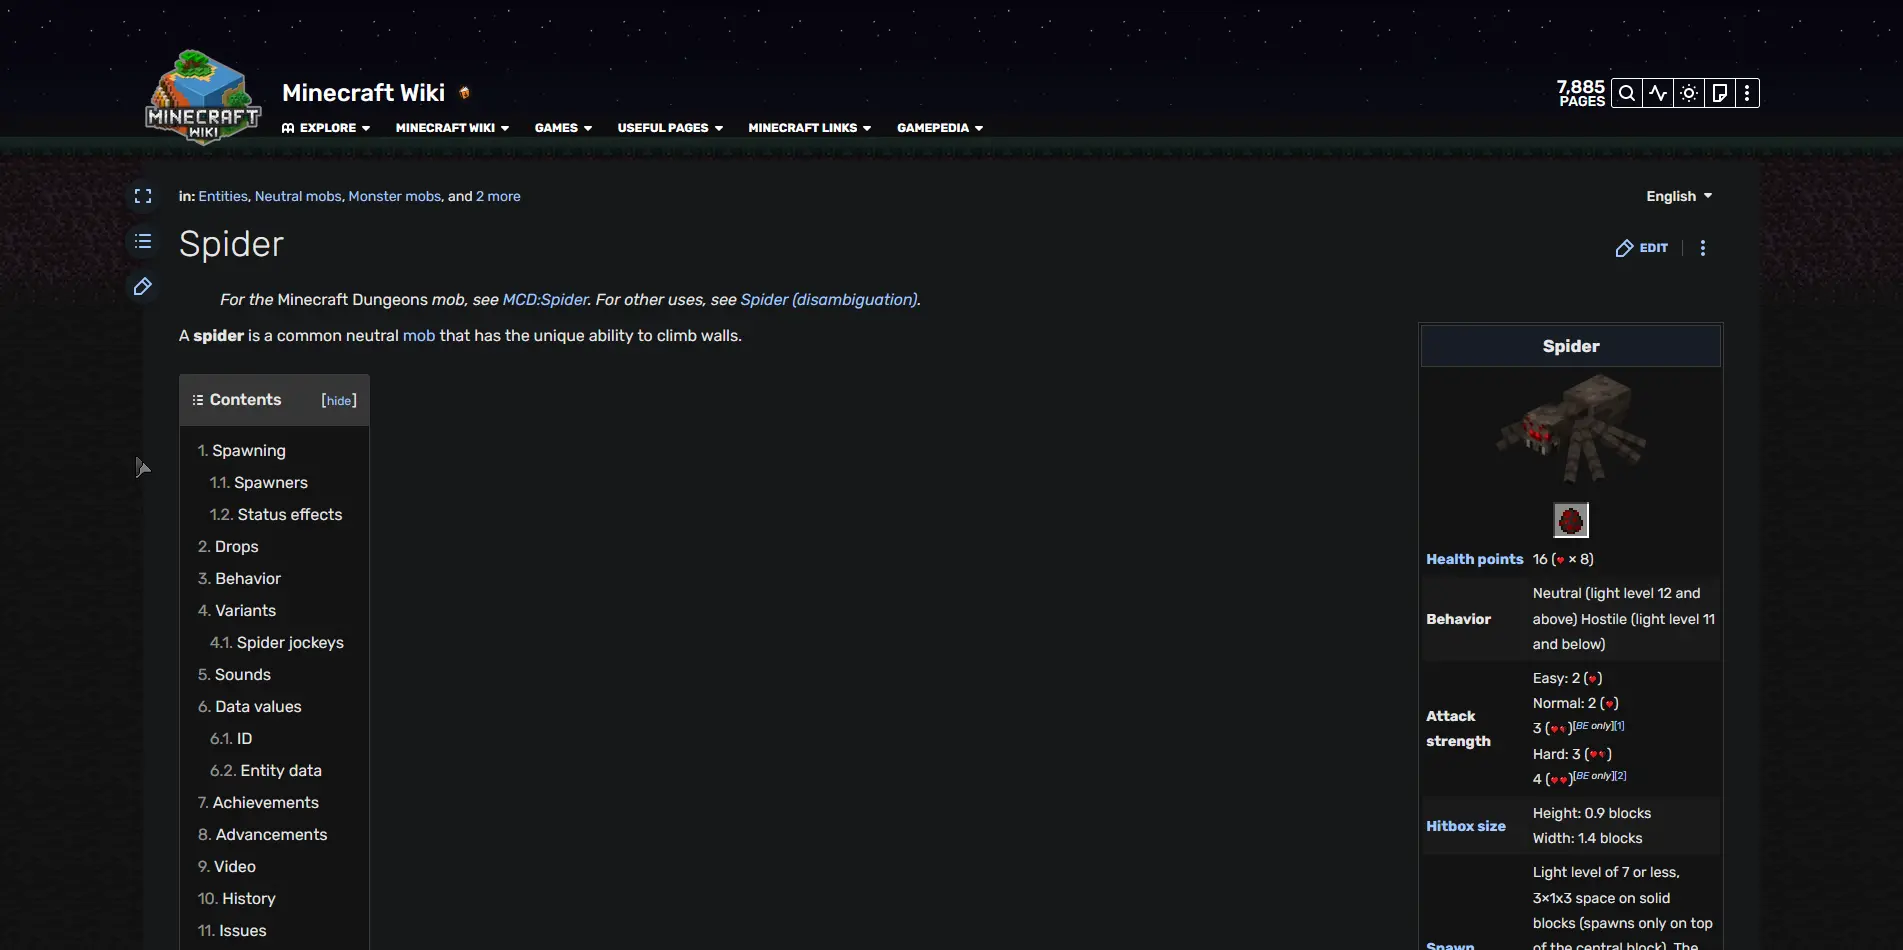 MINECRAFT
WIKI
Minecraft Wiki
EXPLORE
MINECRAFT WIKI
GAMES
USEFUL PAGES
MINECRAFT LINKS
GAMEPEDIA
7,885
PAGES
in: Entities, Neutral mobs, Monster mobs, and 2 more
English
Spider
EDIT
For the Minecraft Dungeons mob, see MCD:Spider. For other uses, see Spider (disambiguation).
A spider is a common neutral mob that has the unique ability to climb walls.
Contents [hide]
1. Spawning
1.1. Spawners
1.2. Status effects
2. Drops
3. Behavior
4. Variants
4.1. Spider jockeys
5. Sounds
6. Data values
6.1. ID
6.2. Entity data
7. Achievements
8. Advancements
9. Video
10. History
11. Issues
Spider
Health points 16 (♥ × 8)
Behavior
Neutral (light level 12 and
above) Hostile (light level 11
and below)
Attack
strength
Easy: 2 (♥)
Normal: 2 (♥)
3 (♥♥)[BE only][1]
Hard: 3 (♥♥)
4 (♥♥)[BE only][2]
Hitbox size
Height: 0.9 blocks
Width: 1.4 blocks
Spawn
Light level of 7 or less,
3×1x3 space on solid
blocks (spawns only on top
of the central block). The